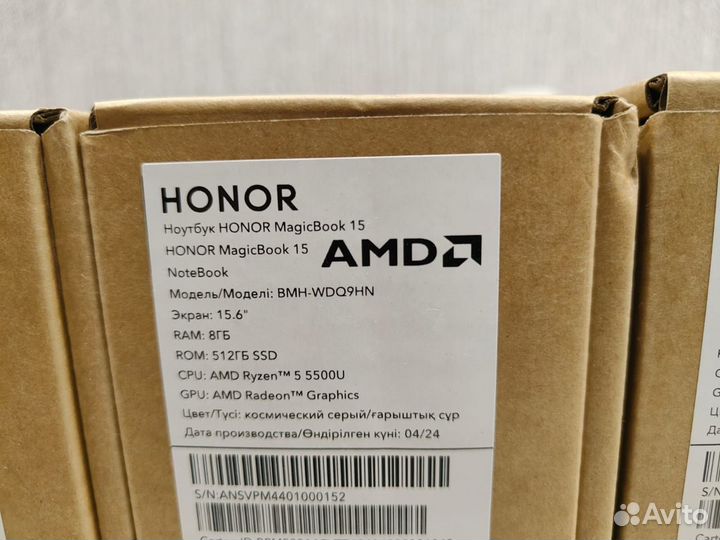 HONOR
Ноутбук HONOR MagicBook 15
HONOR MagicBook 15
AMD
NoteBook
Модель/Моделі: BMH-WDQ9HN
Экран: 15.6"
RAM: 8ГБ
ROM: 512ГБ SSD
CPU: AMD Ryzen™ 5 5500U
GPU: AMD Radeon™ Graphics
Цвет/Түсі: космический серый/ғарыштық сұр
Дата производства/Өндірілген күні: 04/24
S/N:ANSVPM4401000152
S/N
Avito